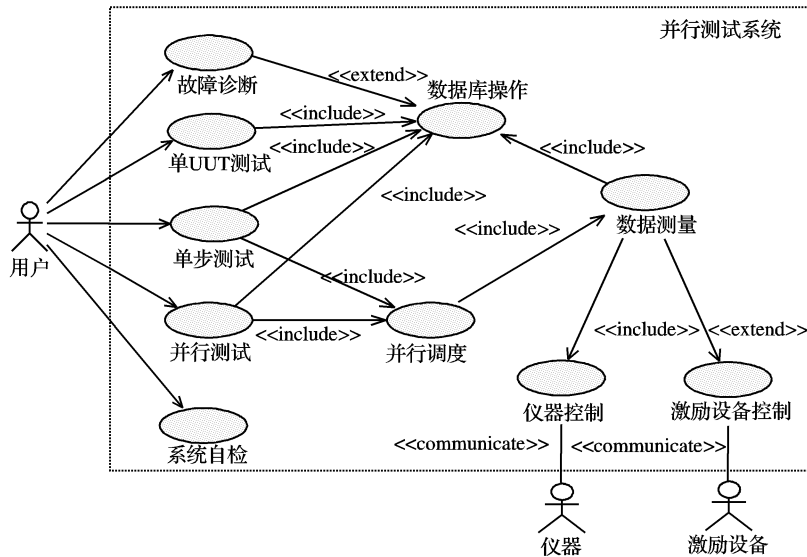 并行测试系统
故障诊断
<<extend>>
数据库操作
<<include>>
单UUT测试
<<include>>
<<include>>
<<include>>
数据测量
用户
单步测试
<<include>>
<<include>>
并行测试
<<include>>
并行调度
<<include>>
<<extend>>
仪器控制
激励设备控制
系统自检
<<communicate>>
<<communicate>>
仪器
激励设备